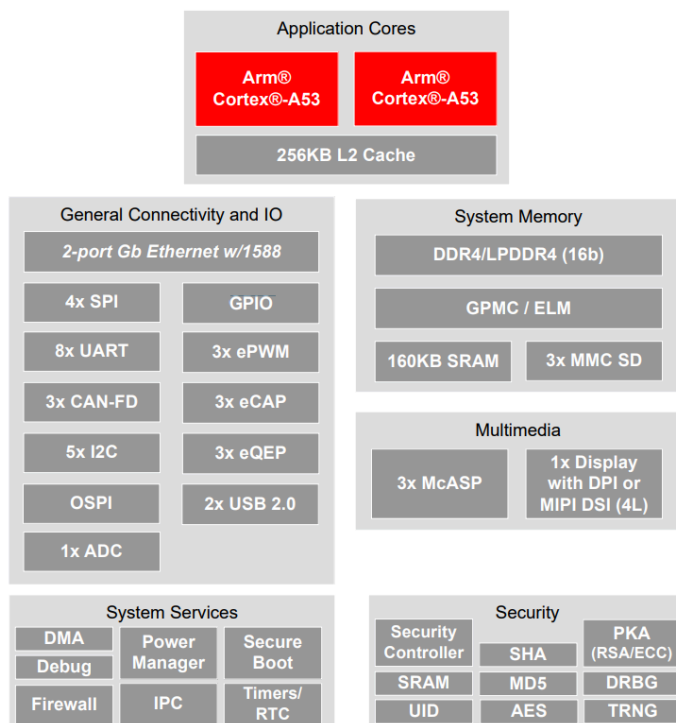 Application Cores
Arm®
Cortex®-A53
Arm®
Cortex®-A53
256KB L2 Cache
General Connectivity and IO
2-port Gb Ethernet w/1588
4x SPI
GPIO
8x UART
3x ePWM
3x CAN-FD
3x eCAP
5x I2C
3x eQEP
OSPI
2x USB 2.0
1x ADC
System Memory
DDR4/LPDDR4 (16b)
GPMC / ELM
160KB SRAM
3x MMC SD
Multimedia
3x McASP
1x Display
with DPI or
MIPI DSI (4L)
System Services
DMA
Debug
Firewall
Power
Manager
IPC
Secure
Boot
Timers/
RTC
Security
Security
Controller
SRAM
UID
SHA
MD5
AES
PKA
(RSA/ECC)
DRBG
TRNG